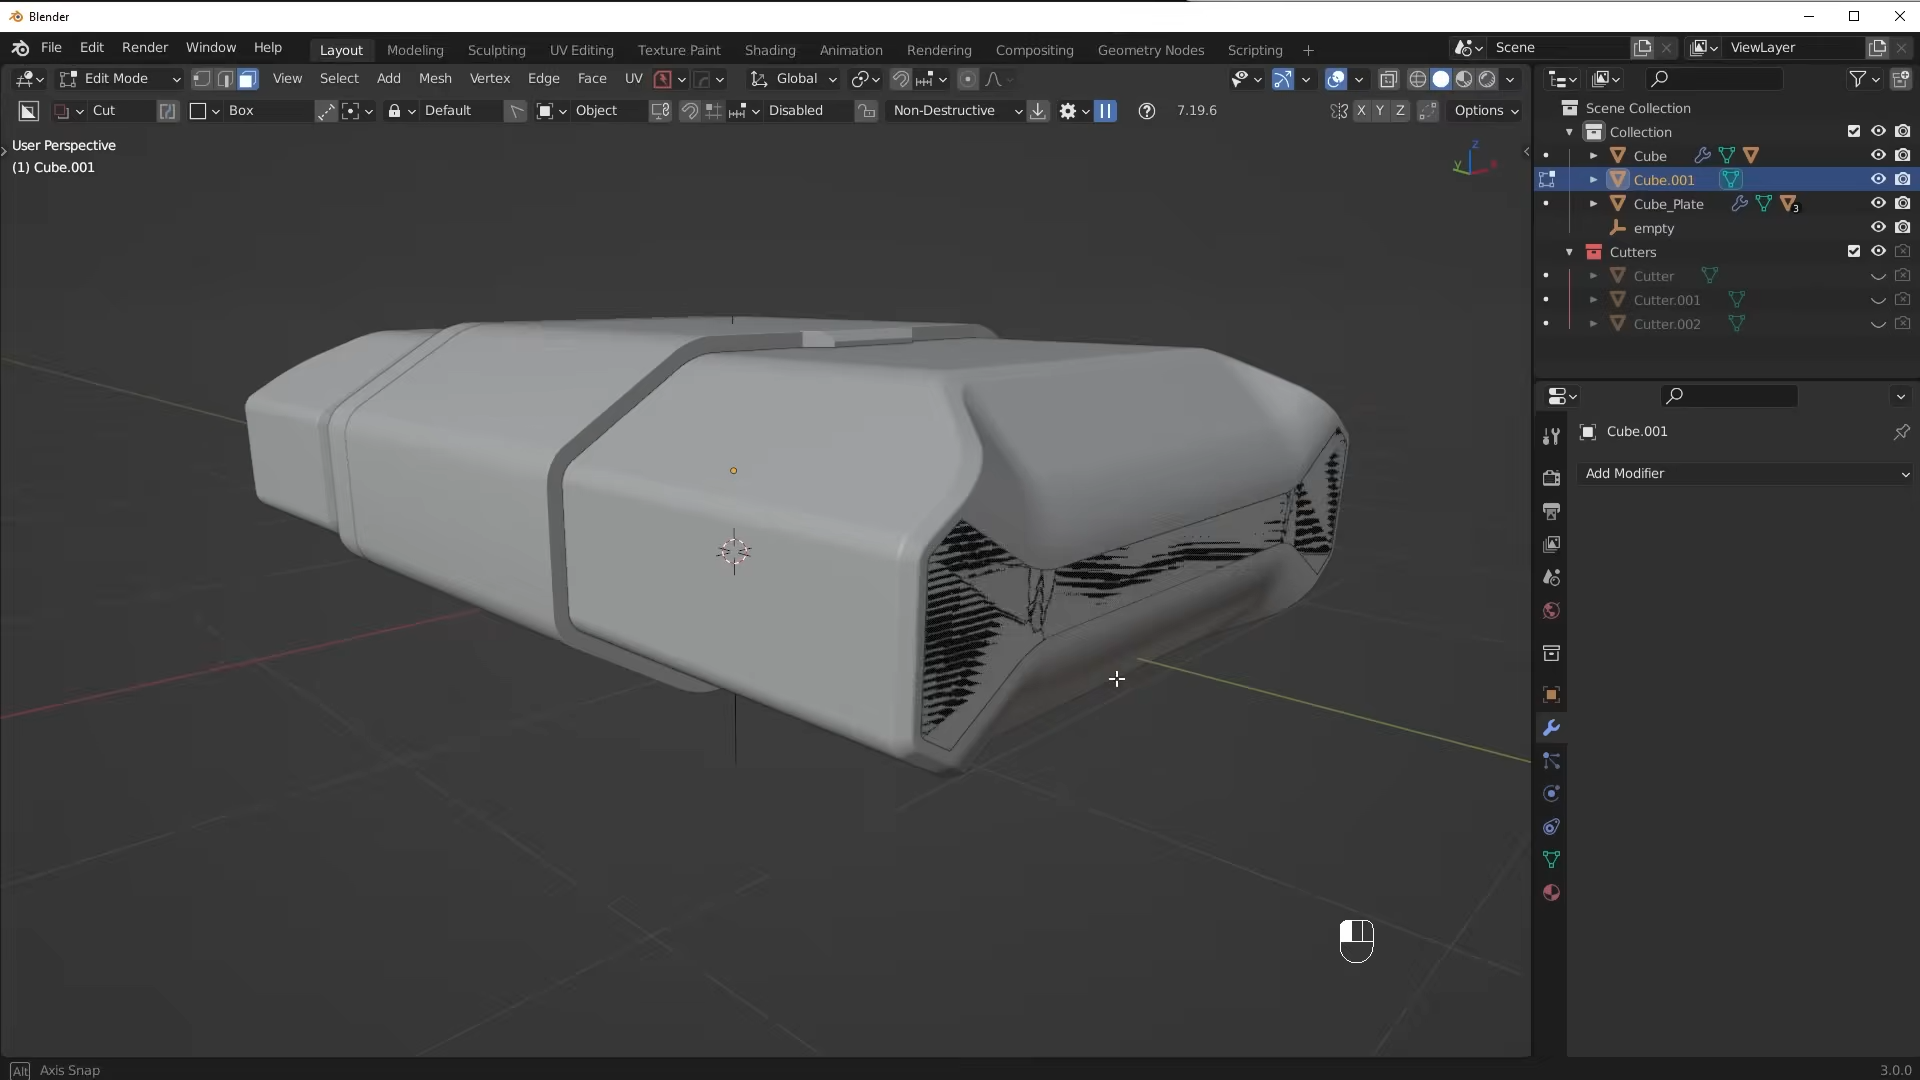 Blender
File Edit Render Window Help
Layout Modeling Sculpting UV Editing Texture Paint Shading Animation Rendering Compositing Geometry Nodes Scripting +
Scene
ViewLayer
Edit Mode View Select Add Mesh Vertex Edge Face UV Global
Cut Box Default Object Disabled Non-Destructive 7.19.6 X Y Z Options
User Perspective
(1) Cube.001
Z
Y
X
Scene Collection
Collection
Cube
Cube.001
Cube_Plate 3
empty
Cutters
Cutter
Cutter.001
Cutter.002
Cube.001
Add Modifier
Alt Axis Snap
3.0.0